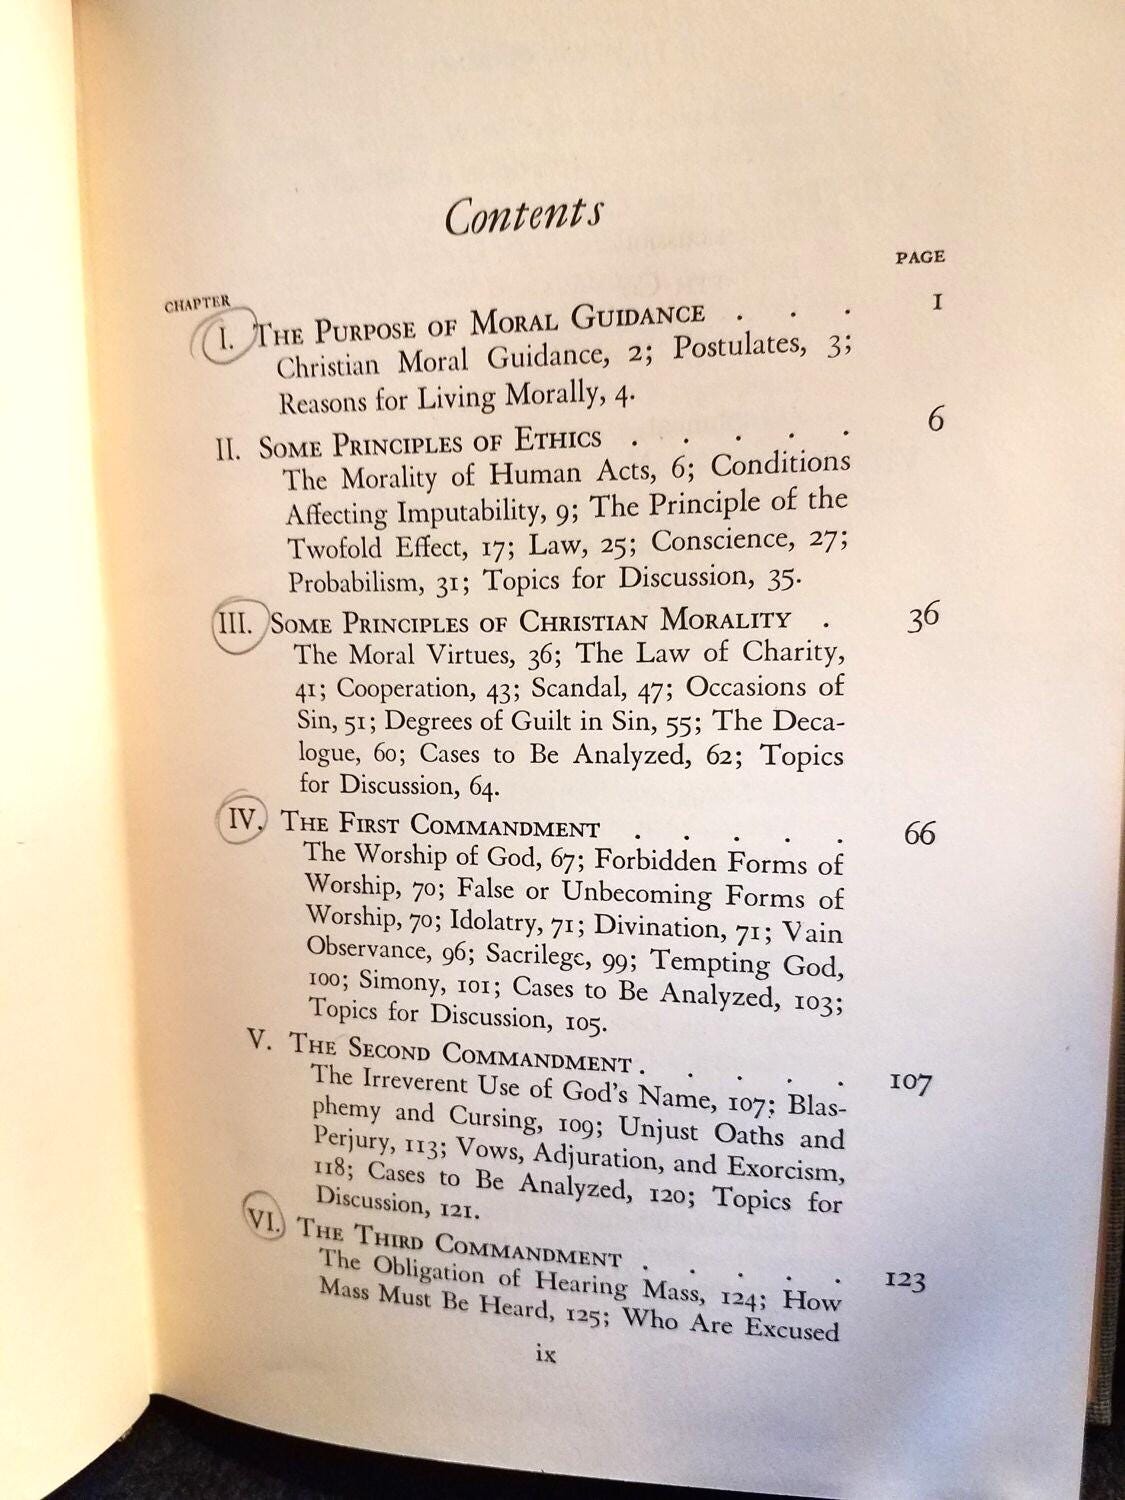 Contents
PAGE
CHAPTER
I. THE PURPOSE OF MORAL GUIDANCE . . . 1
Christian Moral Guidance, 2; Postulates, 3;
Reasons for Living Morally, 4.
II. SOME PRINCIPLES OF ETHICS . . . . . 6
The Morality of Human Acts, 6; Conditions
Affecting Imputability, 9; The Principle of the
Twofold Effect, 17; Law, 25; Conscience, 27;
Probabilism, 31; Topics for Discussion, 35.
III. SOME PRINCIPLES OF CHRISTIAN MORALITY . 36
The Moral Virtues, 36; The Law of Charity,
41; Cooperation, 43; Scandal, 47; Occasions of
Sin, 51; Degrees of Guilt in Sin, 55; The Deca-
logue, 60; Cases to Be Analyzed, 62; Topics
for Discussion, 64.
IV. THE FIRST COMMANDMENT . . . . . 66
The Worship of God, 67; Forbidden Forms of
Worship, 70; False or Unbecoming Forms of
Worship, 70; Idolatry, 71; Divination, 71; Vain
Observance, 96; Sacrilege, 99; Tempting God,
100; Simony, 101; Cases to Be Analyzed, 103;
Topics for Discussion, 105.
V. THE SECOND COMMANDMENT . . . . . 107
The Irreverent Use of God's Name, 107; Blas-
phemy and Cursing, 109; Unjust Oaths and
Perjury, 113; Vows, Adjuration, and Exorcism,
118; Cases to Be Analyzed, 120; Topics for
Discussion, 121.
VI. THE THIRD COMMANDMENT . . . . . 123
The Obligation of Hearing Mass, 124; How
Mass Must Be Heard, 125; Who Are Excused
ix